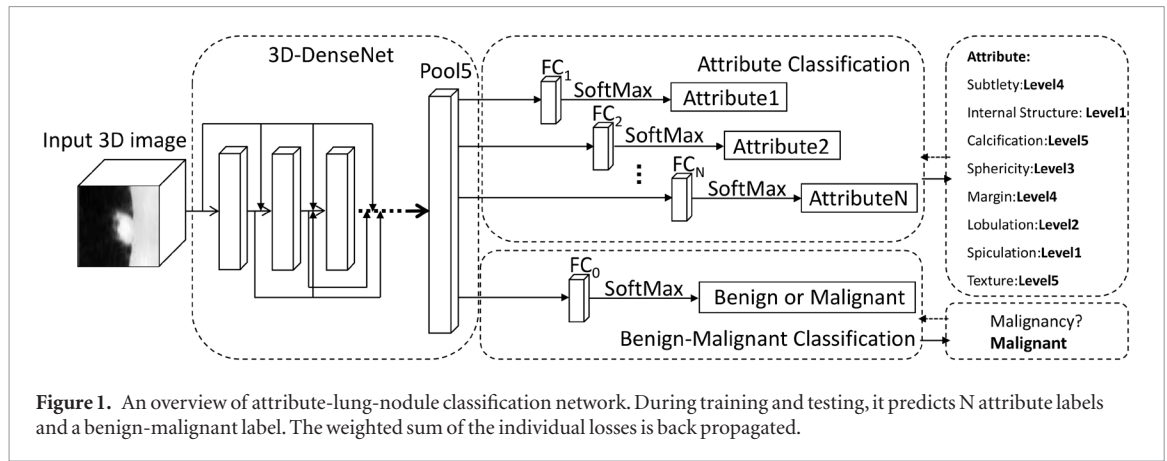 3D-DenseNet
Pool5
Input 3D image
FC1
SoftMax
Attribute1
FC2
SoftMax
Attribute2
FCN
SoftMax
AttributeN
Attribute Classification
FC0
SoftMax
Benign or Malignant
Benign-Malignant Classification
Attribute:
Subtlety:Level4
Internal Structure: Level1
Calcification:Level5
Sphericity:Level3
Margin:Level4
Lobulation:Level2
Spiculation:Level1
Texture:Level5
Malignancy?
Malignant
Figure 1. An overview of attribute-lung-nodule classification network. During training and testing, it predicts N attribute labels
and a benign-malignant label. The weighted sum of the individual losses is back propagated.